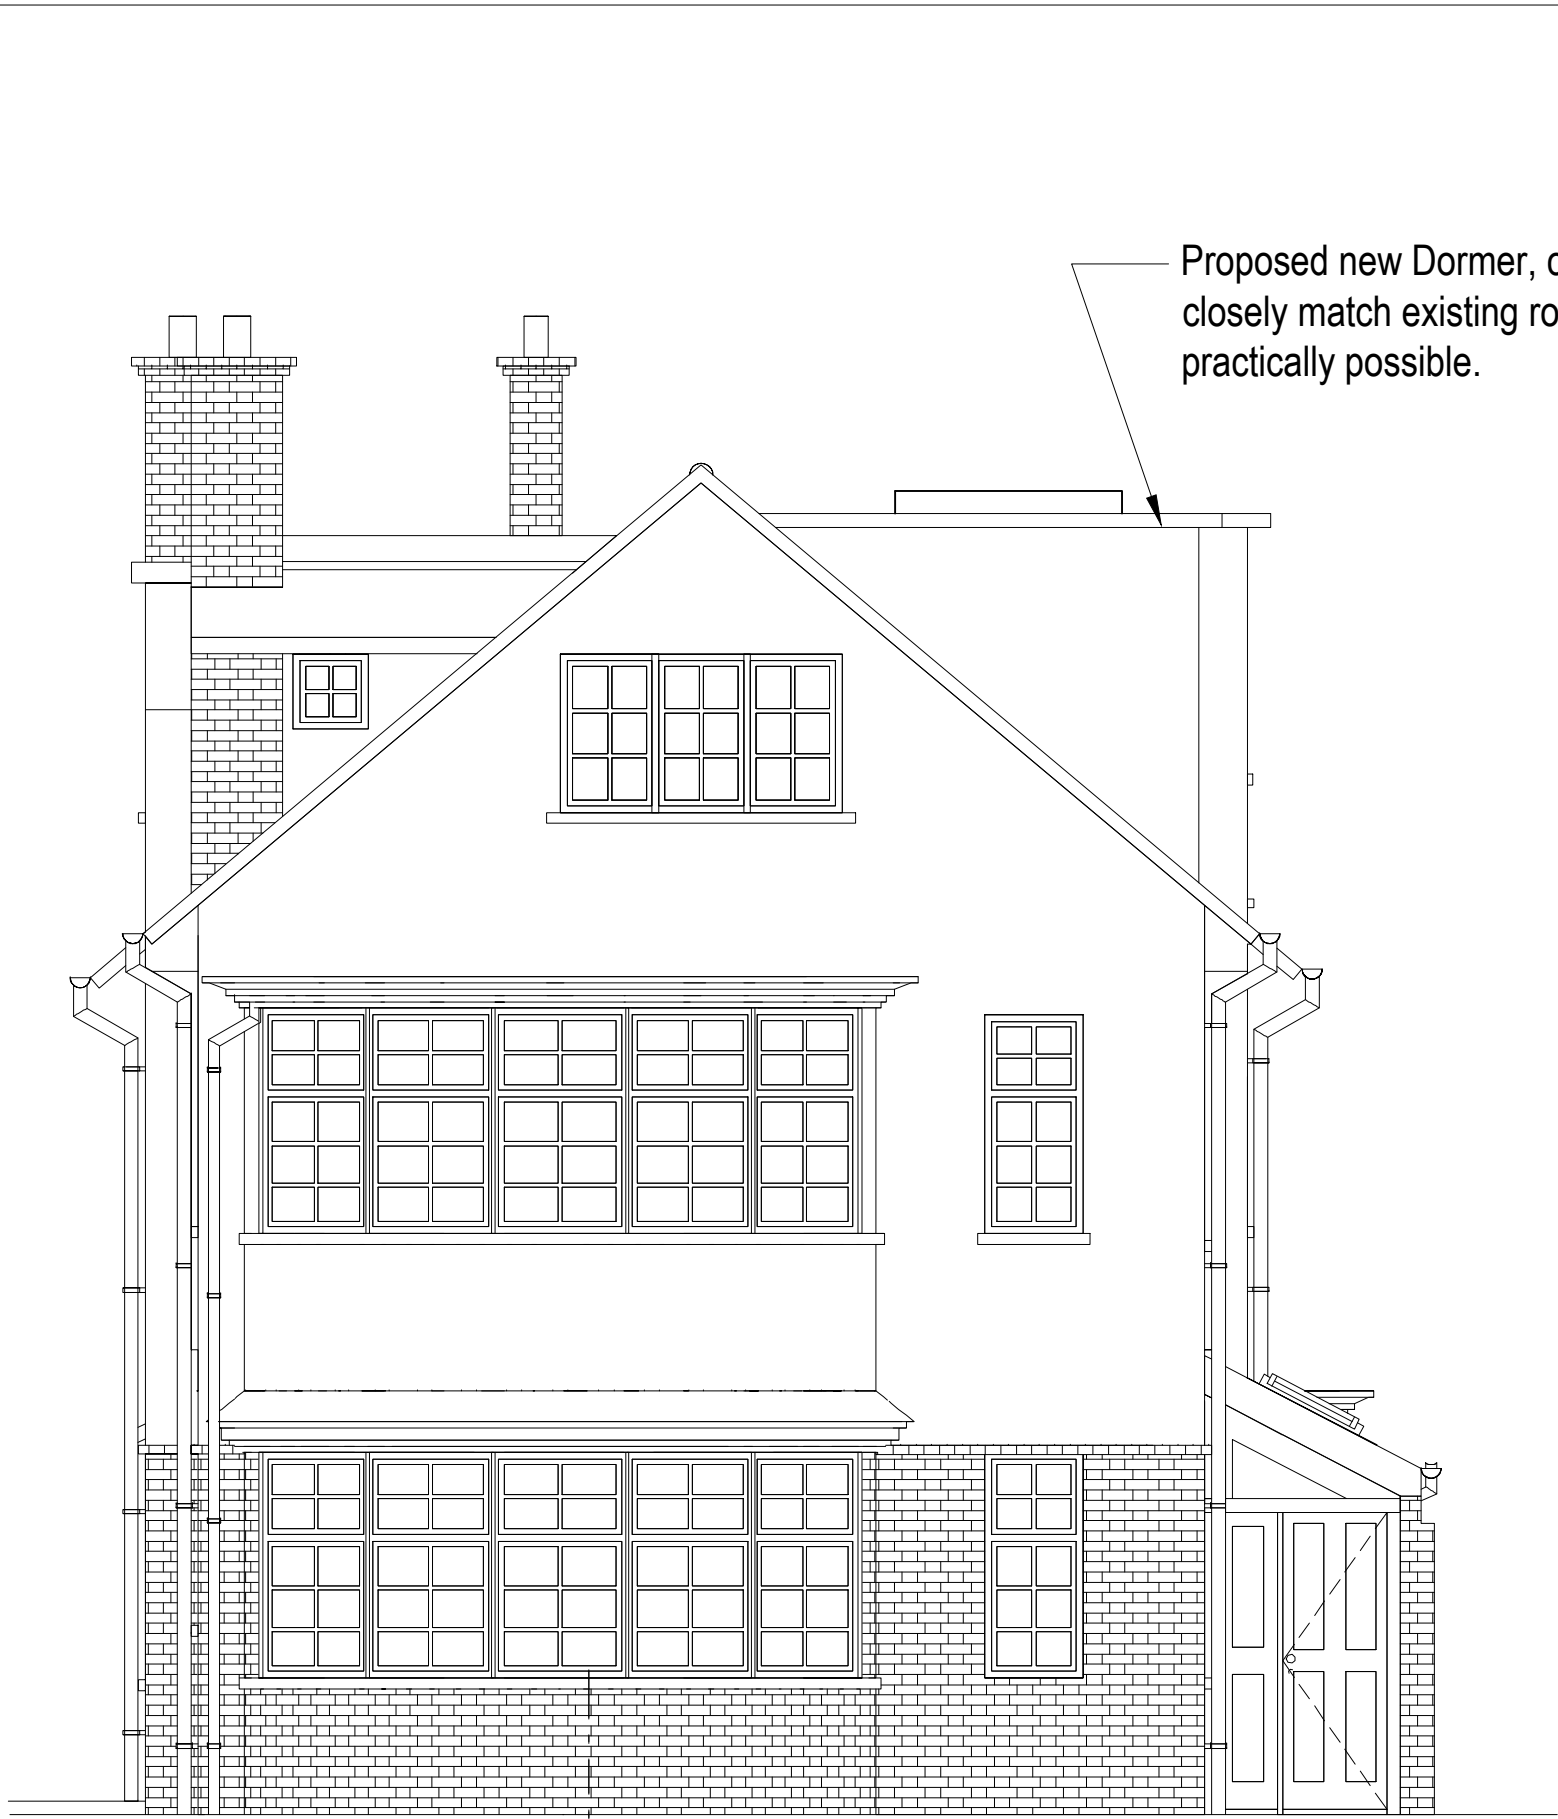 Proposed new Dormer,
closely match existing
practically possible.